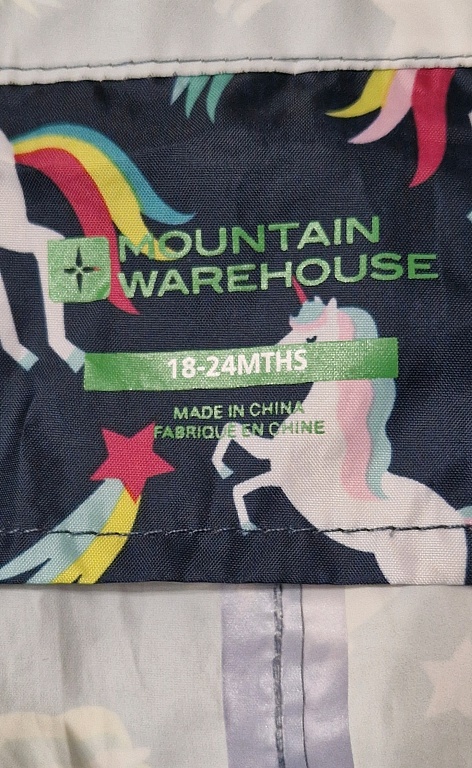 MOUNTAIN
WAREHOUSE
18-24MTHS
MADE IN CHINA
FABRIQUE EN CHINE